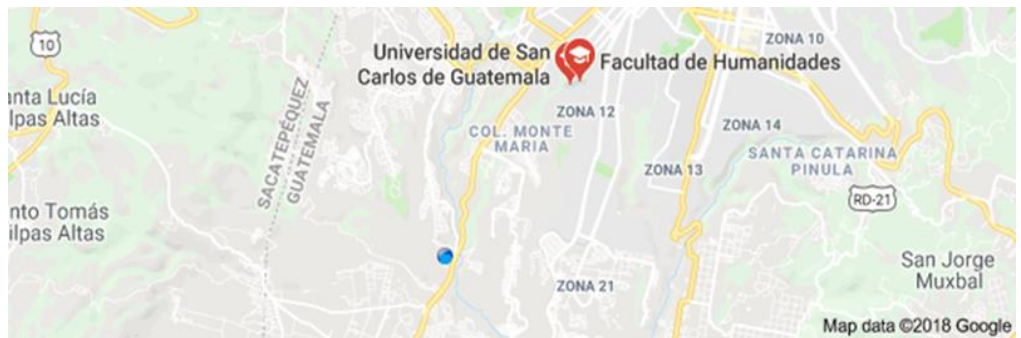 10
anta Lucía
ilpas Altas
nto Tomás
ilpas Altas
SACATEPÉQUEZ
GUATEMALA
Universidad de San
Carlos de Guatemala
Facultad de Humanidades
ZONA 10
ZONA 12
COL. MONTE
MARIA
ZONA 14
ZONA 13
SANTA CATARINA
PINULA
RD-21
San Jorge
Muxbal
ZONA 21
Map data ©2018 Google